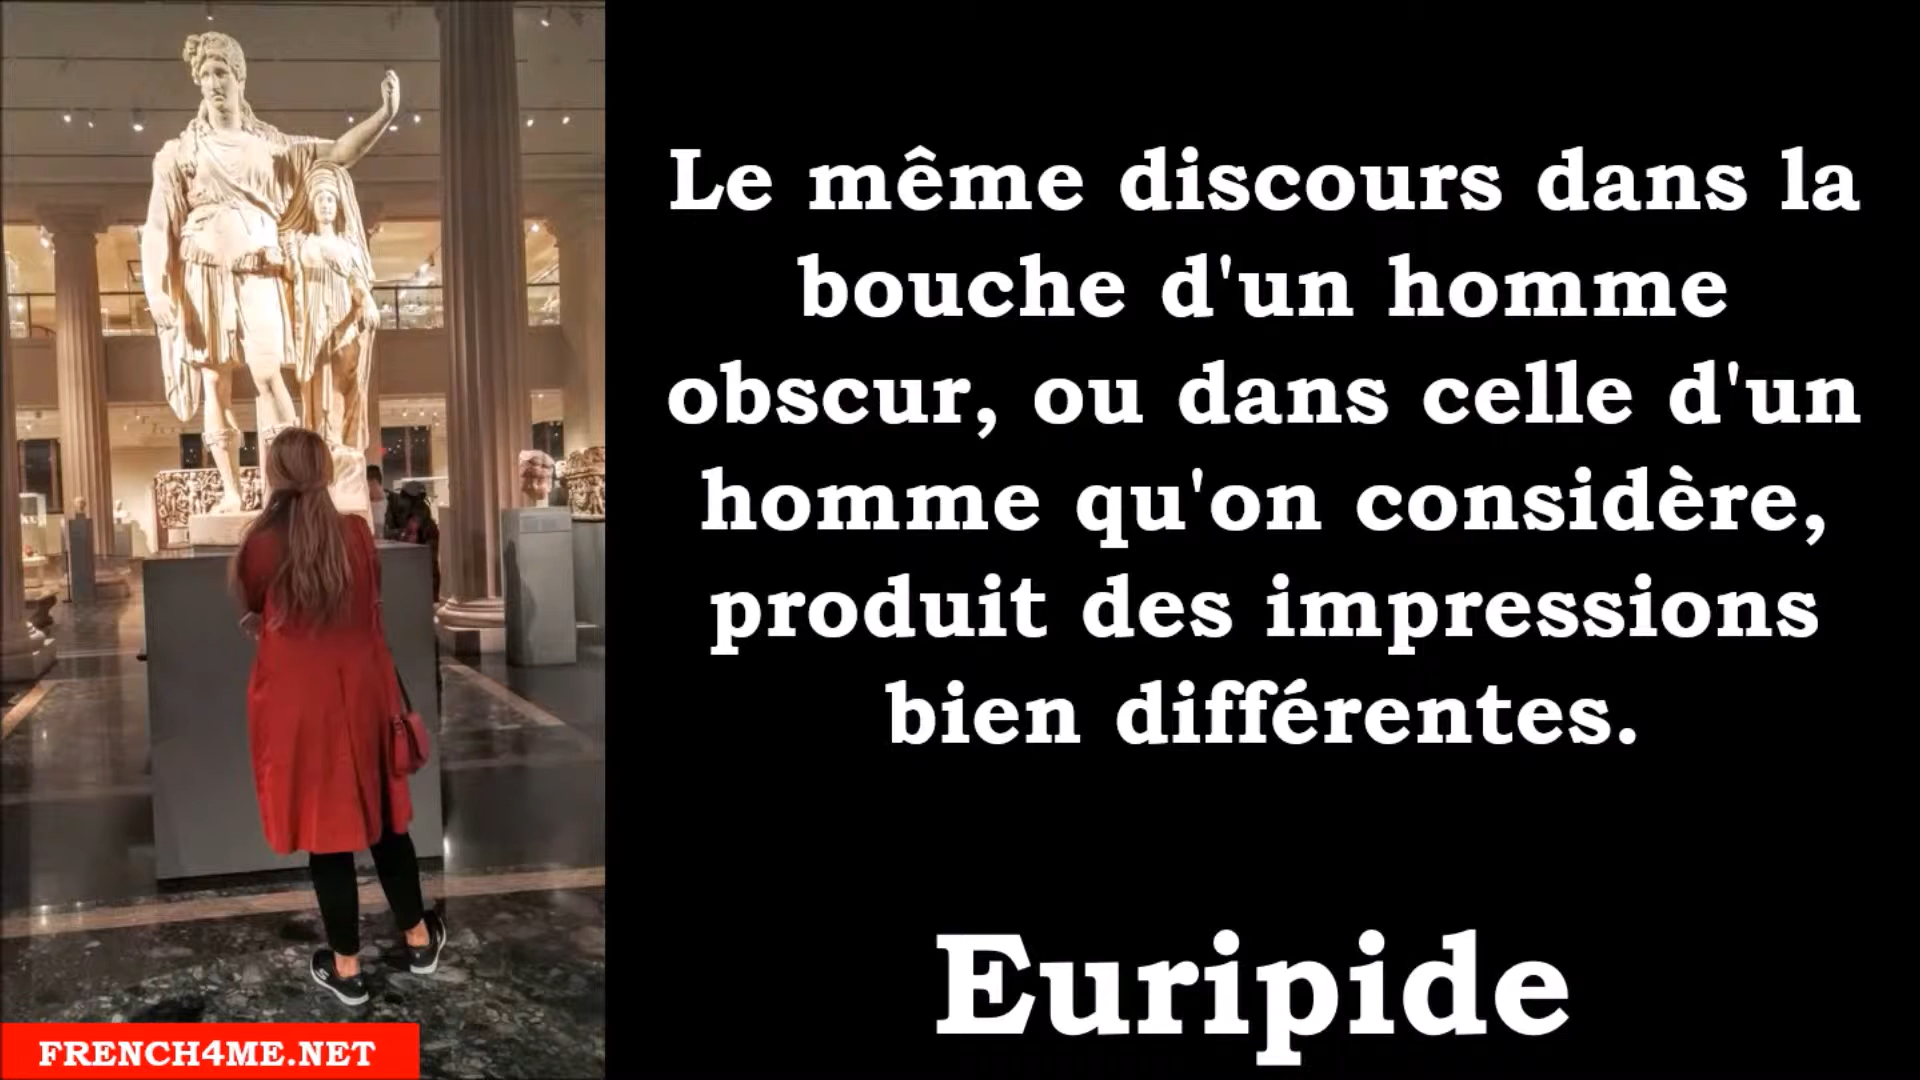 Le même discours dans la
bouche d'un homme
obscur, ou dans celle d'un
homme qu'on considère,
produit des impressions
bien différentes.
Euripide
FRENCH4ME.NET